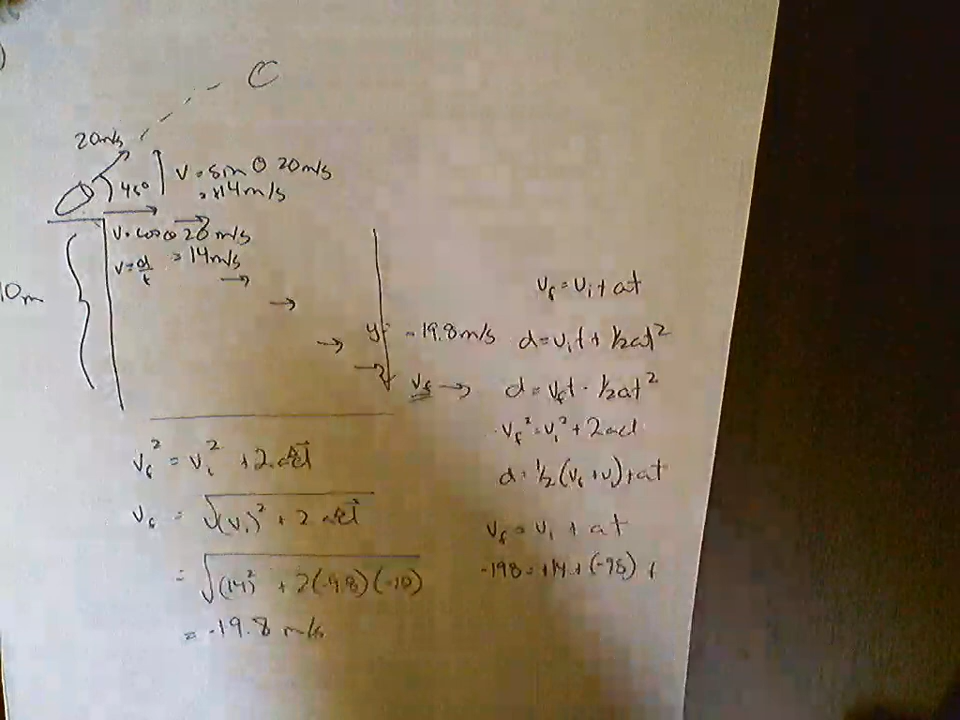 )
C
20m/s
45°
V = sin θ 20m/s
= +14m/s
V = cos θ 20 m/s
V = d/t = 14m/s
10m
y = -19.8m/s
Vf →
Vf = Vi + at
d = Vit + ½at²
d = Vft - ½at²
Vf² = Vi² + 2ad
d = ½(Vf + Vi) + at
Vf² = Vi² + 2ad
Vf = √(Vi)² + 2ad
= √(14)² + 2(-9.8)(-10)
= -19.8 m/s
Vf = Vi + at
-19.8 = +14 + (-9.8) t